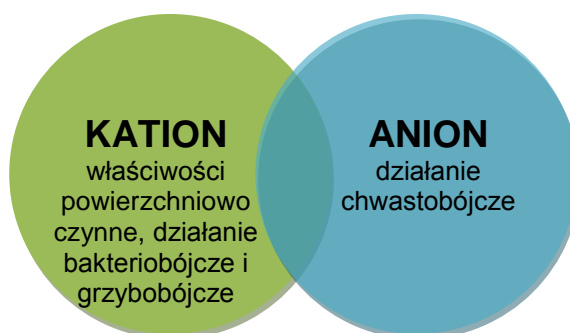 KATION
właściwości
powierzchniowo
czynne, działanie
bakteriobójcze i
grzybobójcze
ANION
działanie
chwastobójcze